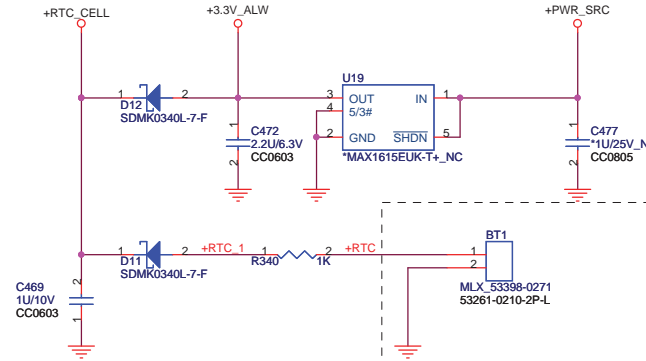 +RTC_CELL
+3.3V_ALW
+PWR_SRC
U19
1
2
3
OUT
IN
1
D12
SDMK0340L-7-F
4
5/3#
2
GND
SHDN
5
*MAX1615EUK-T+_NC
1
C472
2.2U/6.3V
CC0603
2
1
C477
*1U/25V_N
CC0805
2
BT1
1
2
+RTC_1
1
2
+RTC
1
D11
SDMK0340L-7-F
R340
1K
2
MLX_53398-0271
53261-0210-2P-L
C469
1U/10V
CC0603
2
1